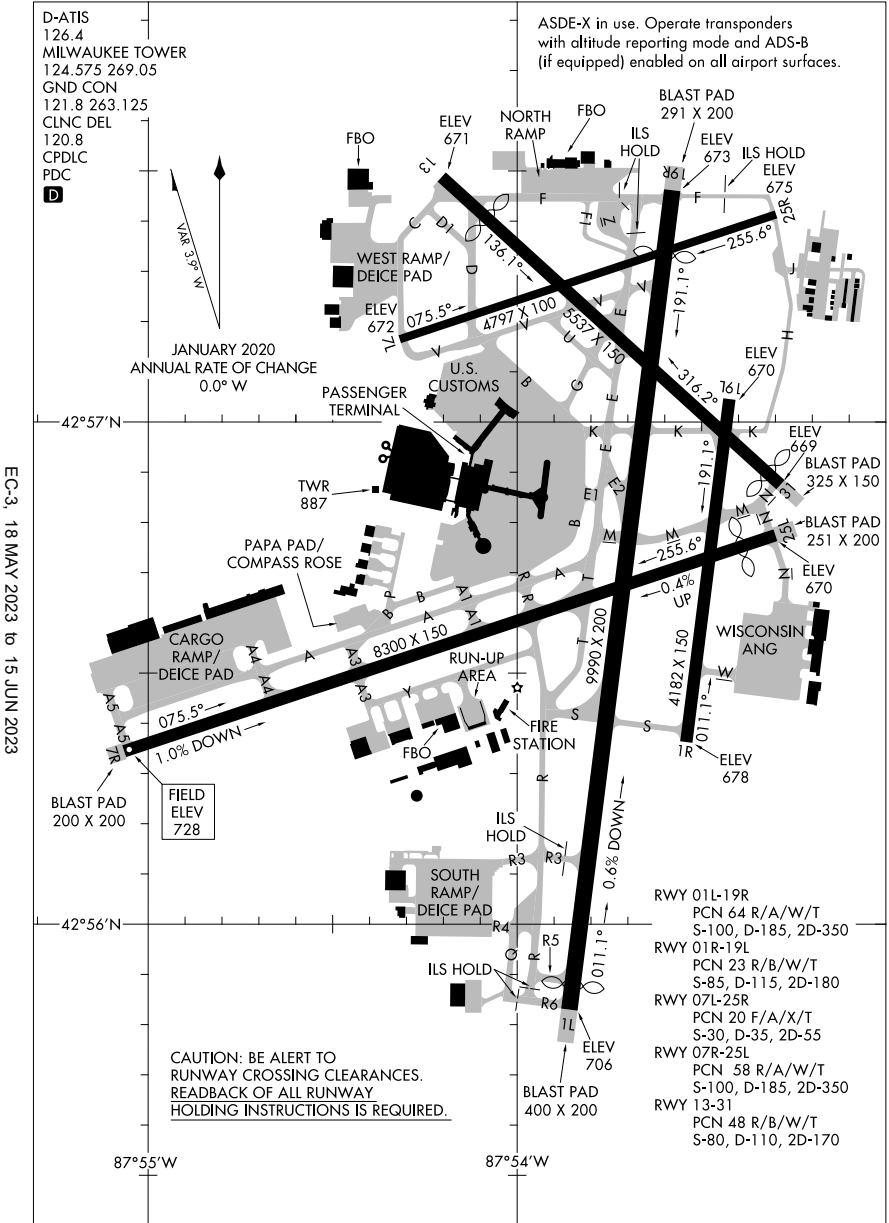 D-ATIS
126.4
MILWAUKEE TOWER
124.575 269.05
GND CON
121.8 263.125
CLNC DEL
120.8
CPDLC
PDC
D
ASDE-X in use. Operate transponders
with altitude reporting mode and ADS-B
(if equipped) enabled on all airport surfaces.
VAR 3.9° W
JANUARY 2020
ANNUAL RATE OF CHANGE
0.0° W
FBO
ELEV
671
13
NORTH
RAMP
FBO
ILS
HOLD
BLAST PAD
291 X 200
19R
ELEV
673
ILS HOLD
ELEV
675
25R
F
F
F1
Z
C
D1
D
136.1°
255.6°
191.1°
J
H
WEST RAMP/
DEICE PAD
ELEV
672
7L
075.5°
4797 X 100
5537 X 150
V
V
V
V
V
E
U
G
B
E
316.2°
U.S.
CUSTOMS
PASSENGER
TERMINAL
ELEV
670
19L
42°57'N
K
K
K
E
191.1°
ELEV
669
31
BLAST PAD
325 X 150
TWR
887
E1
E2
B
M
M
M
N
N
N
25L
BLAST PAD
251 X 200
ELEV
670
255.6°
0.4%
UP
PAPA PAD/
COMPASS ROSE
P
B
B
A
A1
A1
R
R
A
T
T
8300 X 150
9990 X 200
4182 X 150
WISCONSIN
ANG
W
CARGO
RAMP/
DEICE PAD
A
A4
A4
A3
A3
A5
A5
7R
075.5°
1.0% DOWN
Y
RUN-UP
AREA
FBO
FIRE
STATION
S
S
011.1°
1R
ELEV
678
BLAST PAD
200 X 200
FIELD
ELEV
728
R
ILS
HOLD
R3
R3
0.6% DOWN
SOUTH
RAMP/
DEICE PAD
42°56'N
R4
Q
R
R5
R6
ILS HOLD
011.1°
1L
ELEV
706
BLAST PAD
400 X 200
RWY 01L-19R
PCN 64 R/A/W/T
S-100, D-185, 2D-350
RWY 01R-19L
PCN 23 R/B/W/T
S-85, D-115, 2D-180
RWY 07L-25R
PCN 20 F/A/X/T
S-30, D-35, 2D-55
RWY 07R-25L
PCN 58 R/A/W/T
S-100, D-185, 2D-350
RWY 13-31
PCN 48 R/B/W/T
S-80, D-110, 2D-170
CAUTION: BE ALERT TO
RUNWAY CROSSING CLEARANCES.
READBACK OF ALL RUNWAY
HOLDING INSTRUCTIONS IS REQUIRED.
87°55'W
87°54'W
EC-3, 18 MAY 2023 to 15 JUN 2023